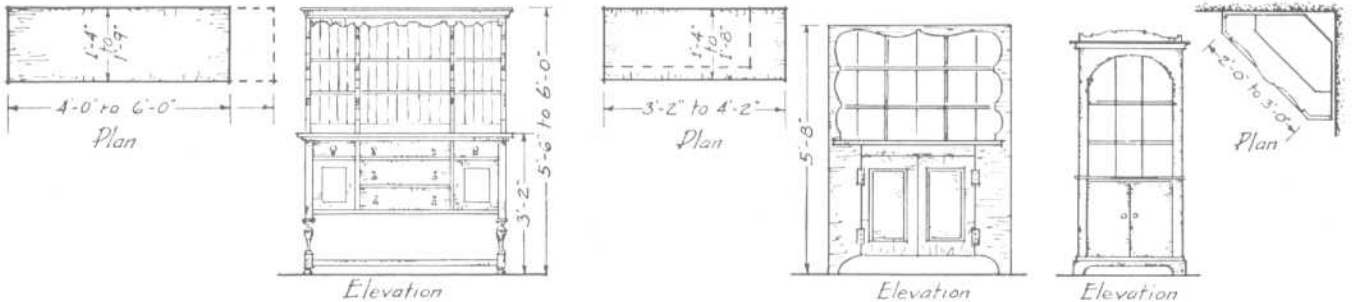 1'-4"
to
1'-9"
4'-0" to 6'-0"
Plan
5'-6" to 6'-0"
3'-2"
Elevation
1'-4"
to
1'-8"
3'-2" to 4'-2"
Plan
5'-8"
Elevation
2'-0" to 3'-0"
Plan
Elevation